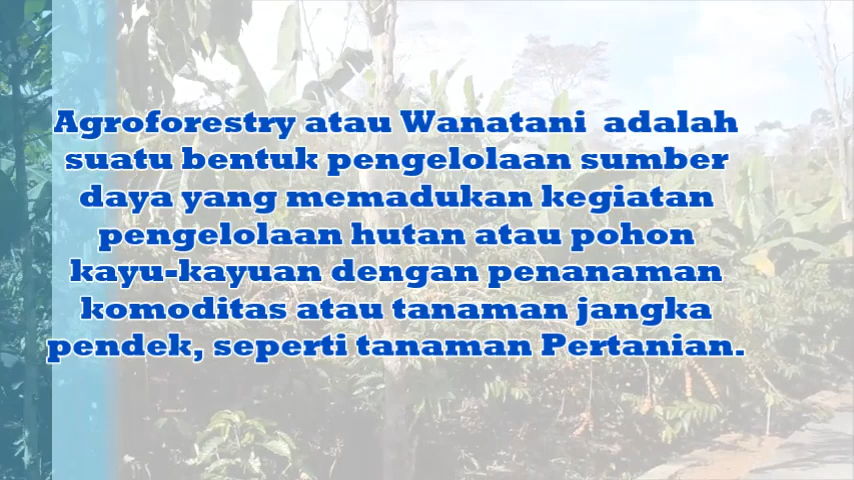 Agroforestry atau Wanatani adalah
suatu bentuk pengelolaan sumber
daya yang memadukan kegiatan
pengelolaan hutan atau pohon
kayu-kayuan dengan penanaman
komoditas atau tanaman jangka
pendek, seperti tanaman Pertanian.